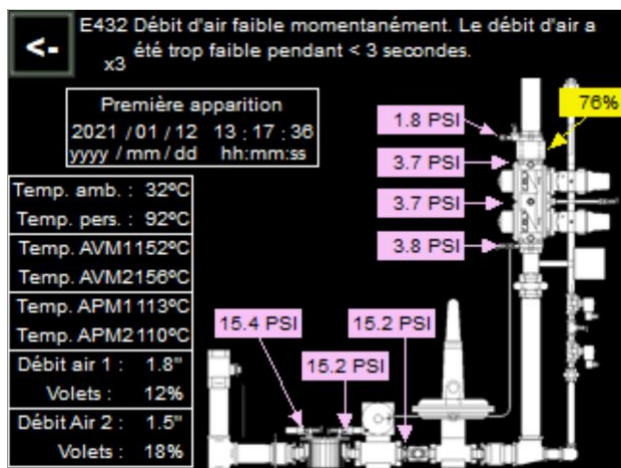 <-
E432 Débit d'air faible momentanément. Le débit d'air a
x3 été trop faible pendant < 3 secondes.
Première apparition
2021 / 01 / 12 13 : 17 : 36
yyyy / mm / dd hh:mm:ss
76%
1.8 PSI
3.7 PSI
3.7 PSI
3.8 PSI
Temp. amb. : 32ºC
Temp. pers. : 92ºC
Temp. AVM1152ºC
Temp. AVM2156ºC
Temp. APM1113ºC
Temp. APM2110ºC
15.4 PSI
15.2 PSI
15.2 PSI
Débit air 1 : 1.8"
Volets : 12%
Débit Air 2 : 1.5"
Volets : 18%